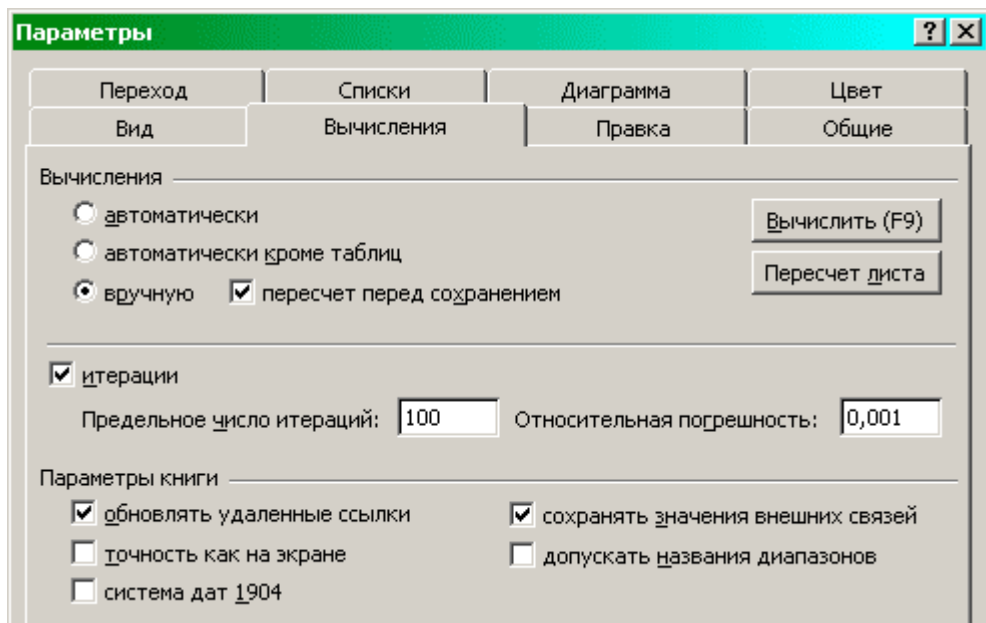 Параметры
Переход Списки Диаграмма Цвет
Вид Вычисления Правка Общие
Вычисления
автоматически
Вычислить (F9)
автоматически кроме таблиц
Пересчет листа
вручную пересчет перед сохранением
итерации
Предельное число итераций: 100 Относительная погрешность: 0,001
Параметры книги
обновлять удаленные ссылки сохранять значения внешних связей
точность как на экране допускать названия диапазонов
система дат 1904